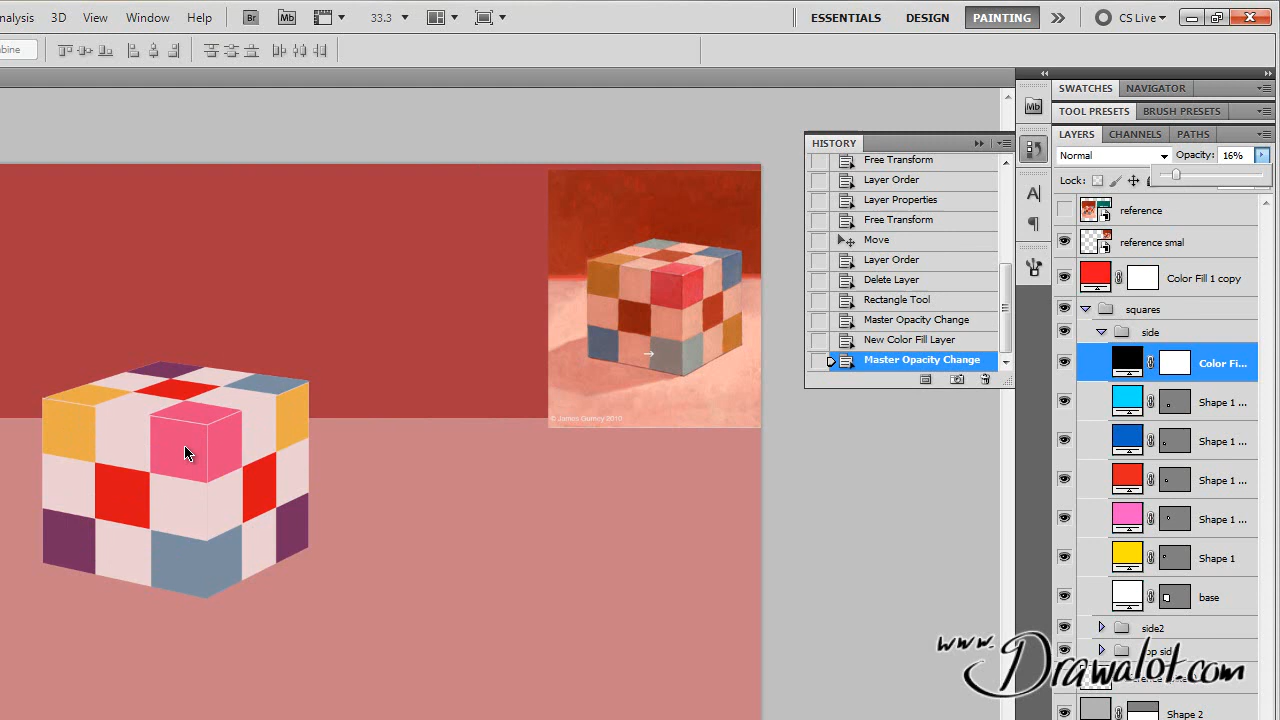 nalysis 3D View Window Help Br Mb 33.3 ESSENTIALS DESIGN PAINTING CS Live
bine
SWATCHES NAVIGATOR
Mb
TOOL PRESETS BRUSH PRESETS
LAYERS CHANNELS PATHS
HISTORY
Normal Opacity: 16%
Free Transform
Layer Order
Lock:
Layer Properties
reference
Free Transform
Move
reference smal
Layer Order
Delete Layer
Color Fill 1 copy
Rectangle Tool
squares
Master Opacity Change
side
New Color Fill Layer
Master Opacity Change
Color Fi...
Shape 1 ...
© James Gurney 2010
Shape 1 ...
Shape 1 ...
Shape 1 ...
Shape 1
base
side2
www.Drawalot.com
Shape 2